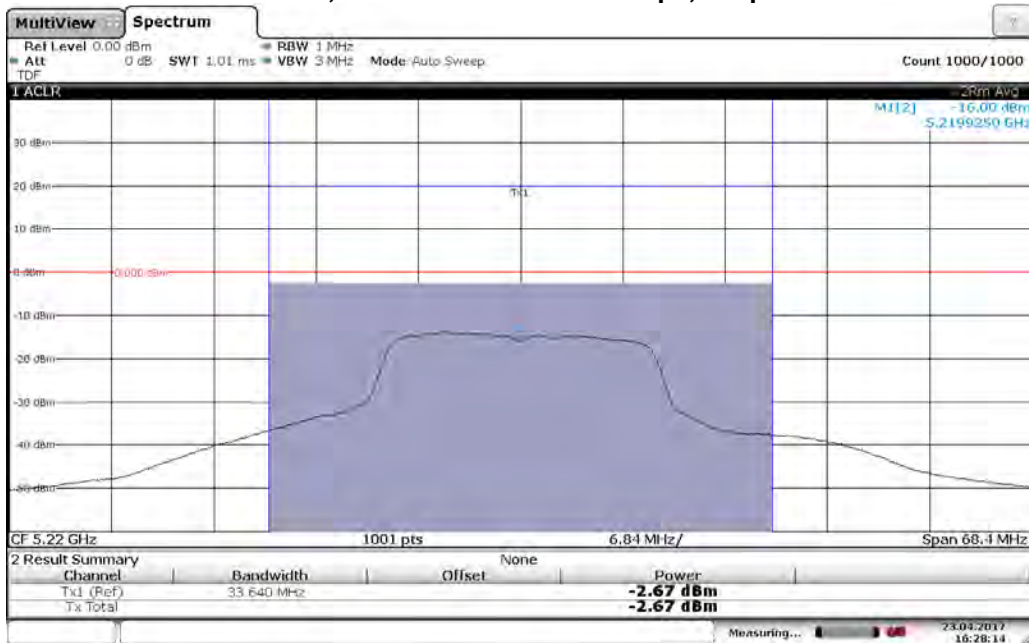 MultiView Spectrum
Ref Level 0.00 dBm RBW 1 MHz
Att 0 dB SWT 1.01 ms VBW 3 MHz Mode Auto Sweep Count 1000/1000
TDF
1 ACLR 2Rm Avg
M1[2] -16.00 dBm
5.2199250 GHz
30 dBm
20 dBm
Tx1
10 dBm
0 dBm 0.000 dBm
-10 dBm
-20 dBm
-30 dBm
-40 dBm
-50 dBm
CF 5.22 GHz 1001 pts 6.84 MHz/ Span 68.4 MHz
2 Result Summary None
Channel Bandwidth Offset Power
Tx1 (Ref) 33.640 MHz -2.67 dBm
Tx Total -2.67 dBm
Measuring... 23.04.2017
16:28:14